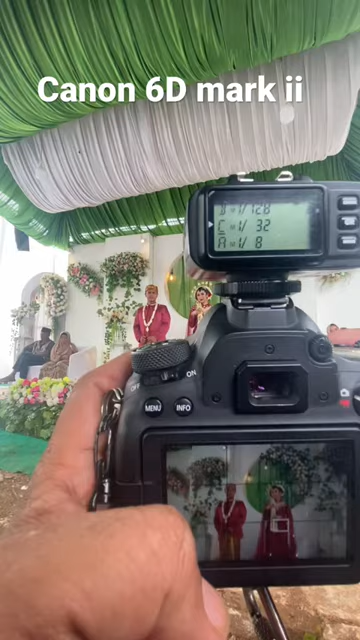 Canon 6D mark ii
B M 1/128
C M 1/ 32
A M 1/ 8
OFF ON
MENU INFO